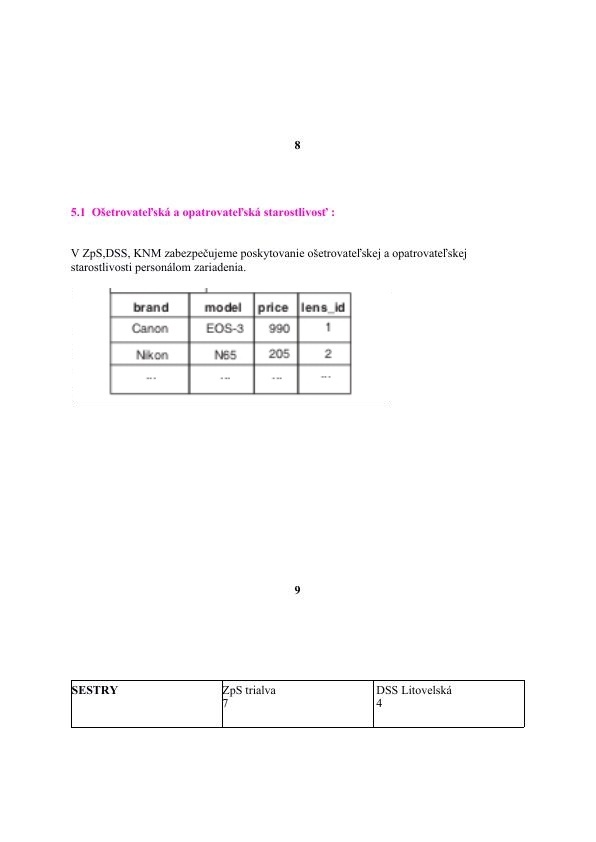 8
5.1 Ošetrovateľská a opatrovateľská starostlivosť :
V ZpS,DSS, KNM zabezpečujeme poskytovanie ošetrovateľskej a opatrovateľskej
starostlivosti personálom zariadenia.
brand model price lens_id
Canon EOS-3 990 1
Nikon N65 205 2
... ... ... ...
9
SESTRY ZpS trialva DSS Litovelská
7 4